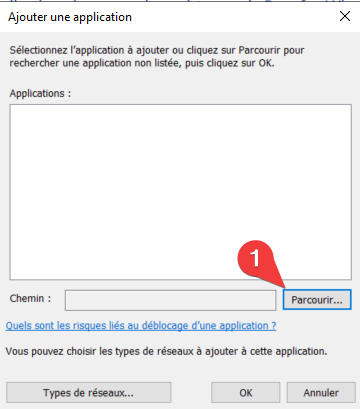 Ajouter une application
Sélectionnez l'application à ajouter ou cliquez sur Parcourir pour
rechercher une application non listée, puis cliquez sur OK.
Applications :
1
Chemin :
Parcourir...
Quels sont les risques liés au déblocage d'une application ?
Vous pouvez choisir les types de réseaux à ajouter à cette application.
Types de réseaux...
OK
Annuler